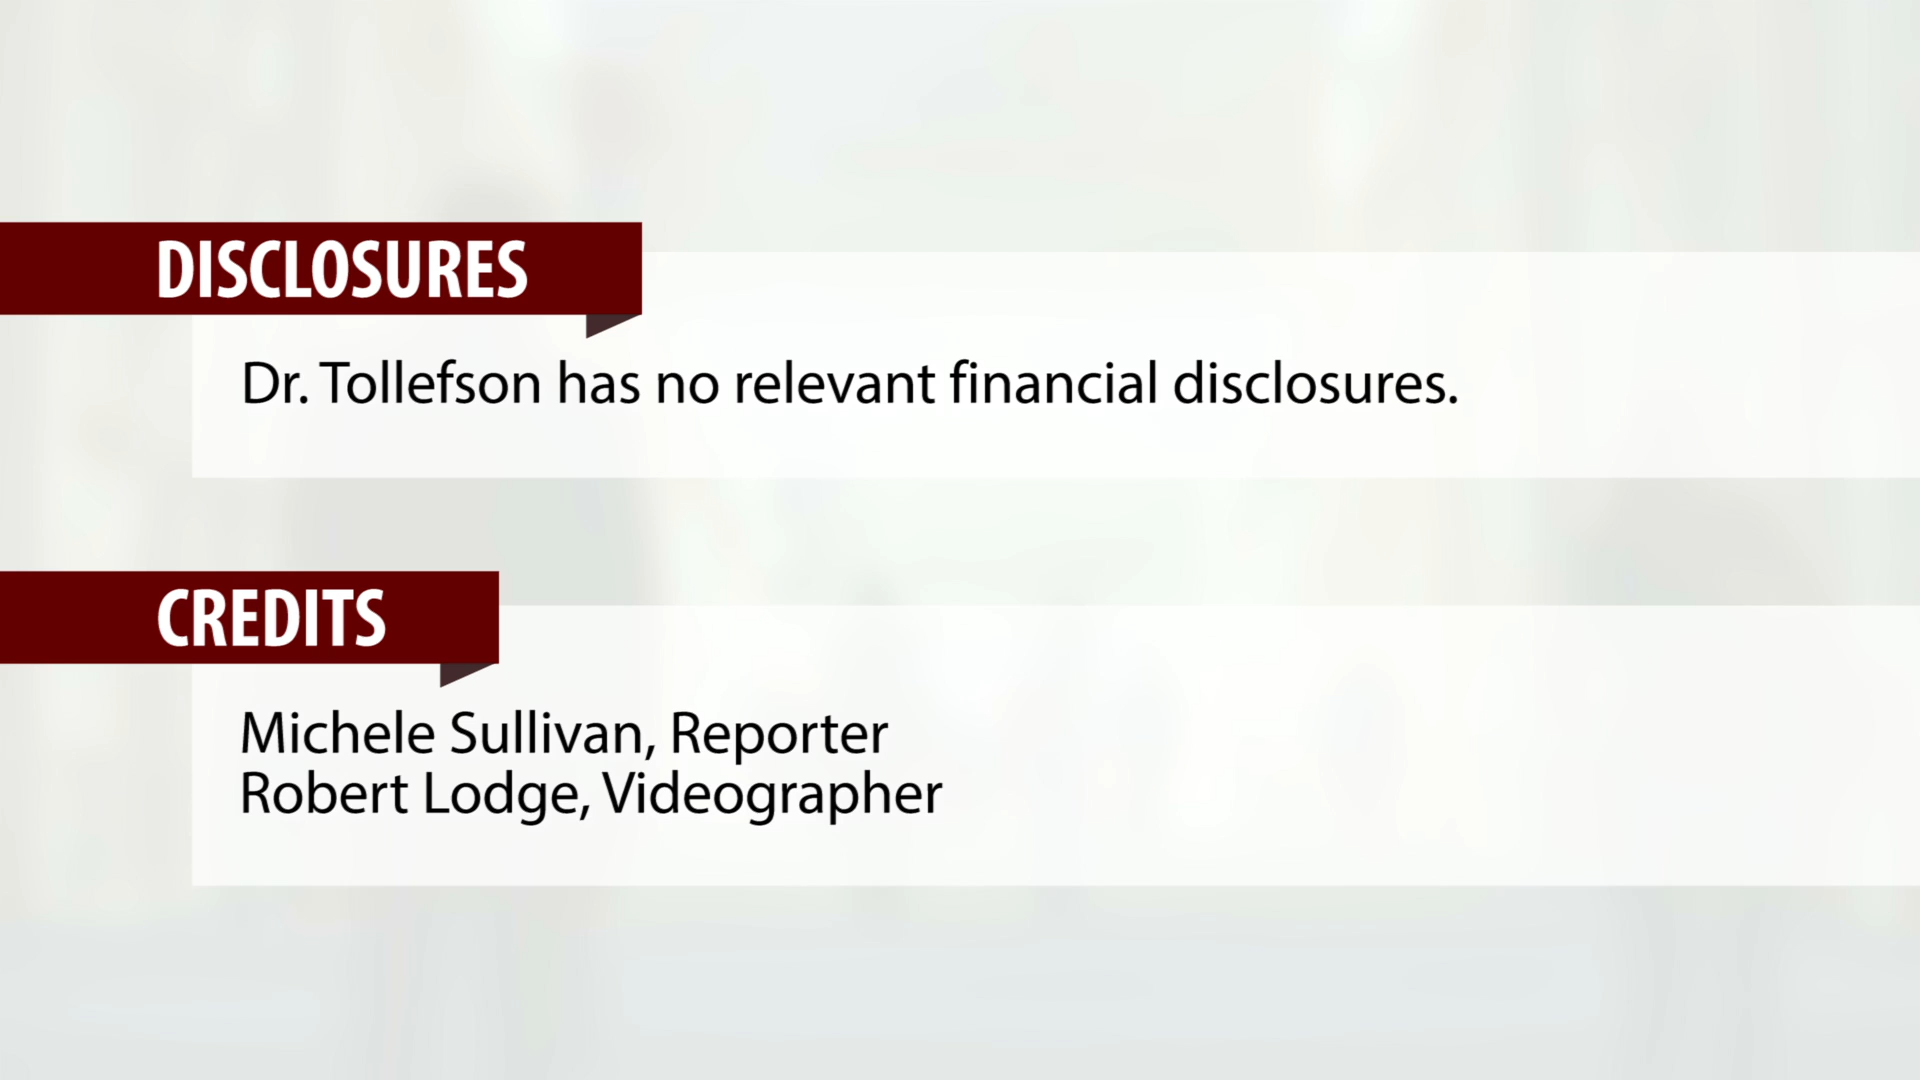 DISCLOSURES
Dr. Tollefson has no relevant financial disclosures.
CREDITS
Michele Sullivan, Reporter
Robert Lodge, Videographer